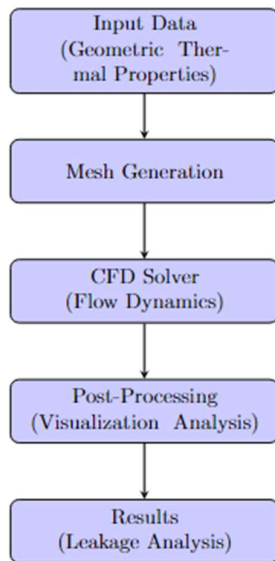 Input Data
(Geometric Ther-
mal Properties)
Mesh Generation
CFD Solver
(Flow Dynamics)
Post-Processing
(Visualization Analysis)
Results
(Leakage Analysis)